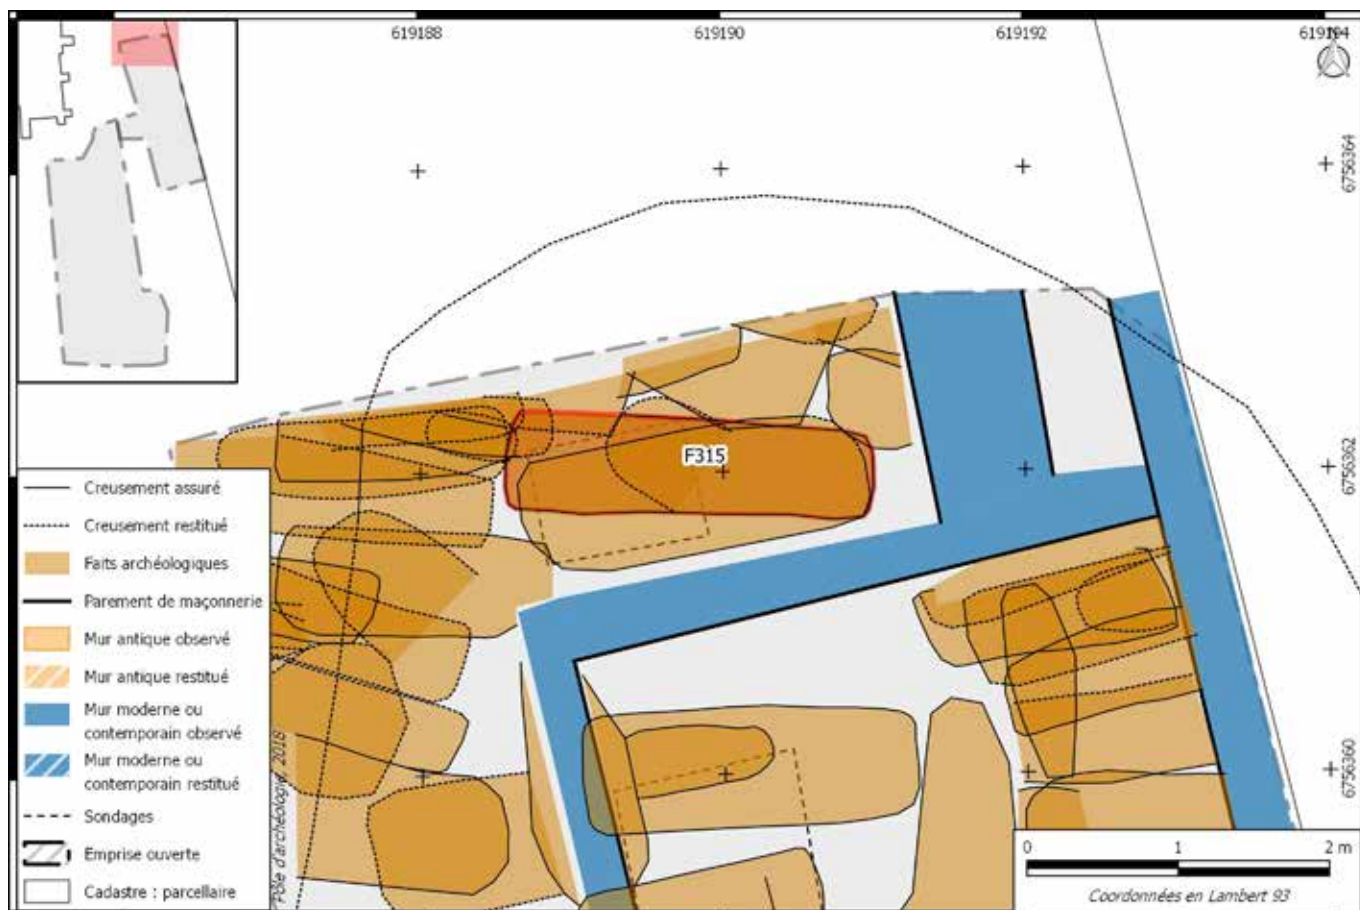 619188
619190
619192
619194
6756364
F315
6756362
Creusement assuré
Creusement restitué
Faits archéologiques
Parement de maçonnerie
Mur antique observé
Mur antique restitué
Mur moderne ou
contemporain observé
Mur moderne ou
contemporain restitué
Sondages
Emprise ouverte
Cadastre : parcellaire
Pôle d'archéologie, 2018
6756360
0 1 2 m
Coordonnées en Lambert 93